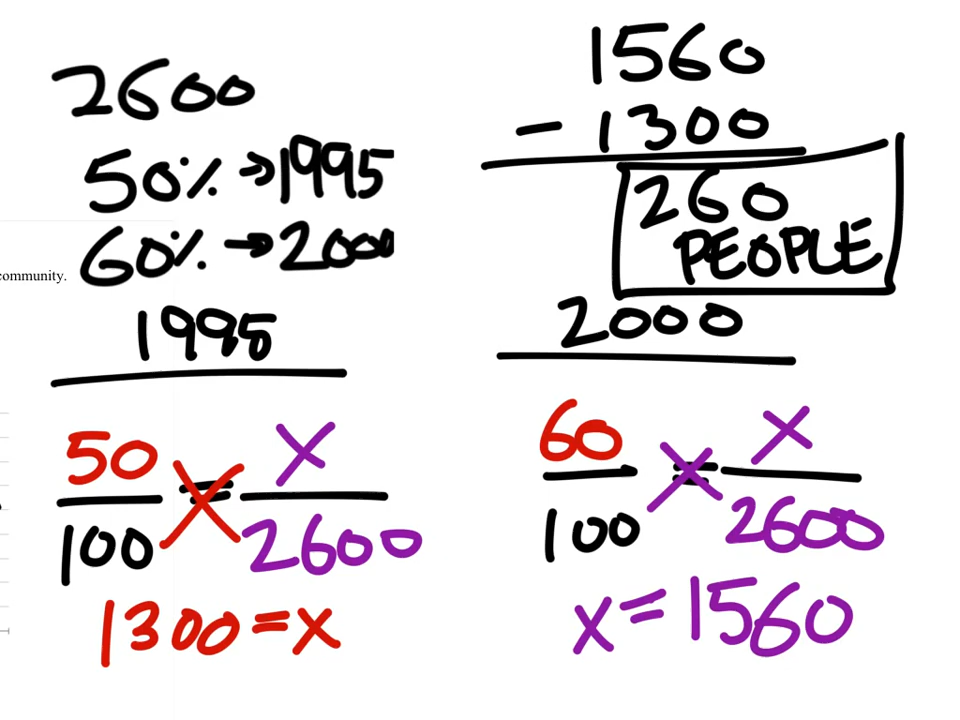 2600
50% → 1995
60% → 2000
community.
1995
50/100 = x/2600
1300 = x
1560
- 1300
260
PEOPLE
2000
60/100 = x/2600
x = 1560